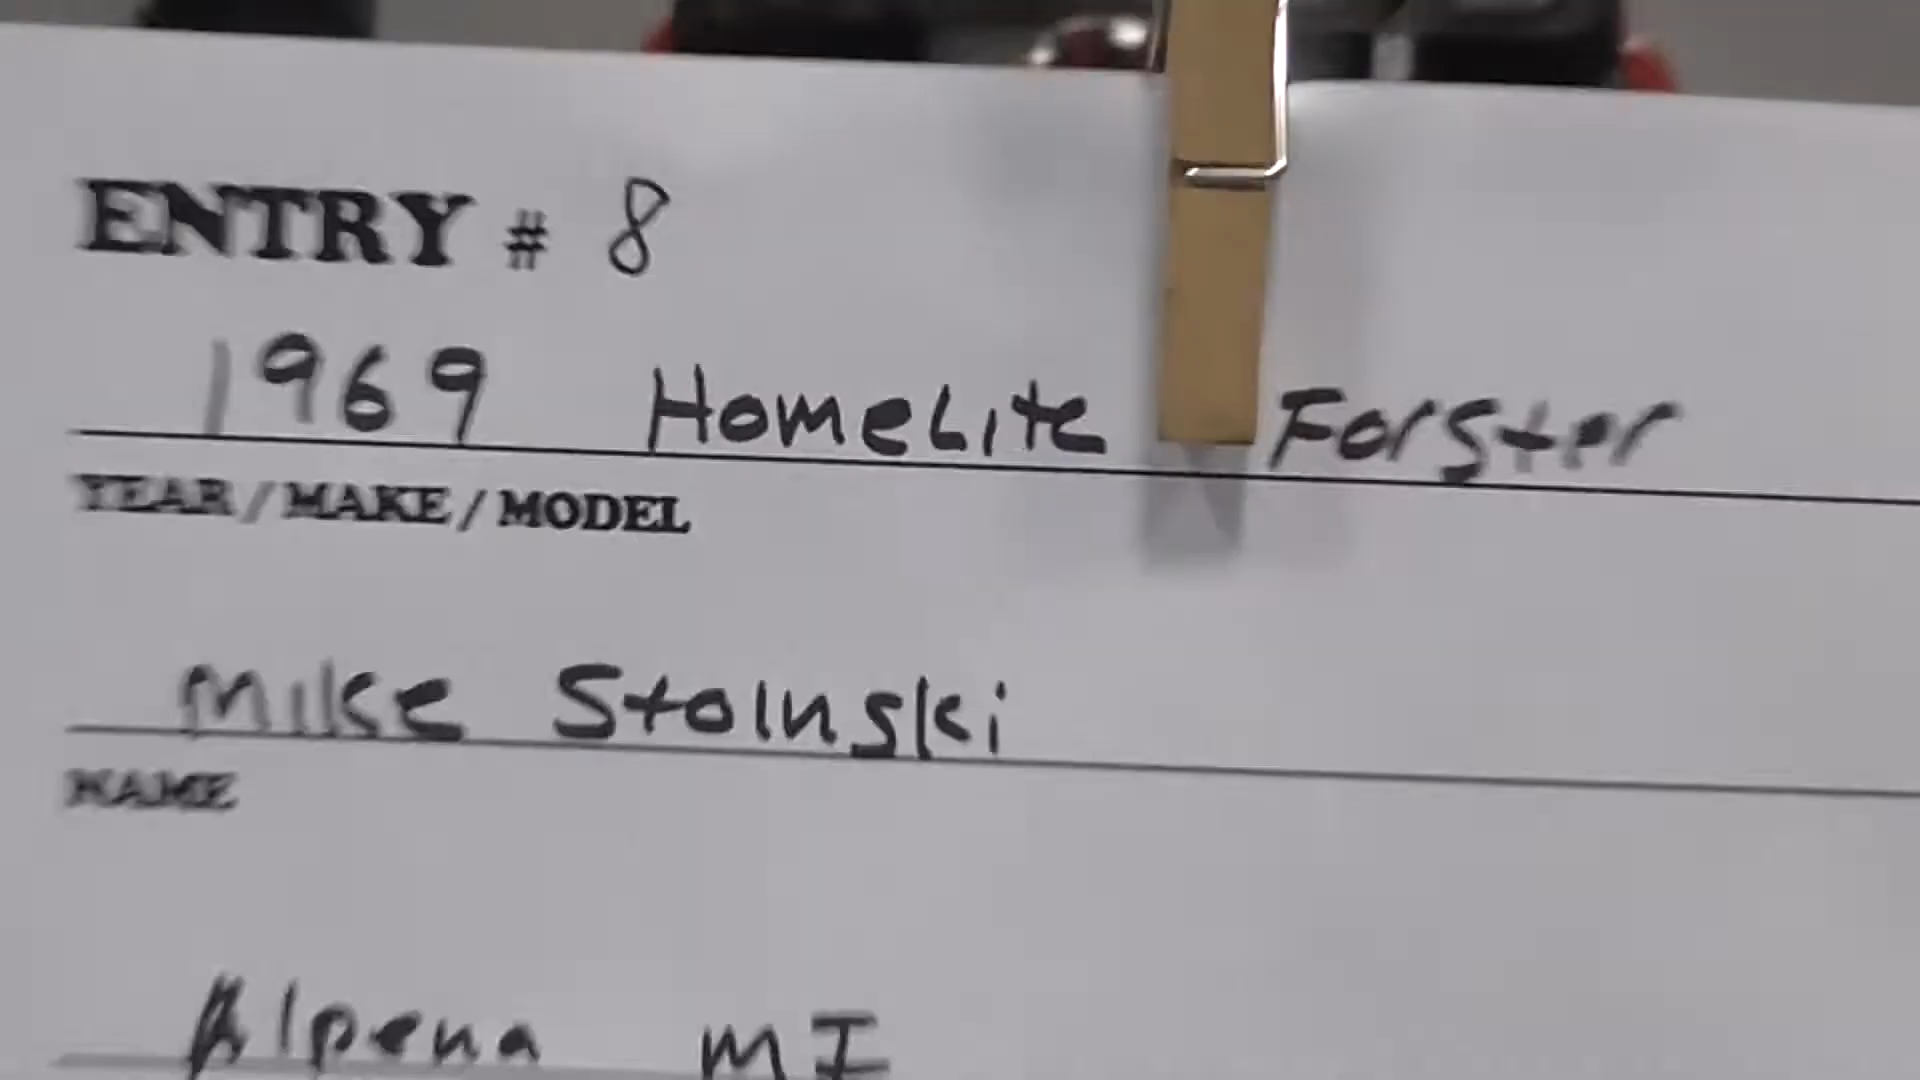 ENTRY # 8
1969 HomeLite Forster
YEAR / MAKE / MODEL
Mike Stolnski
NAME
Alpena MI